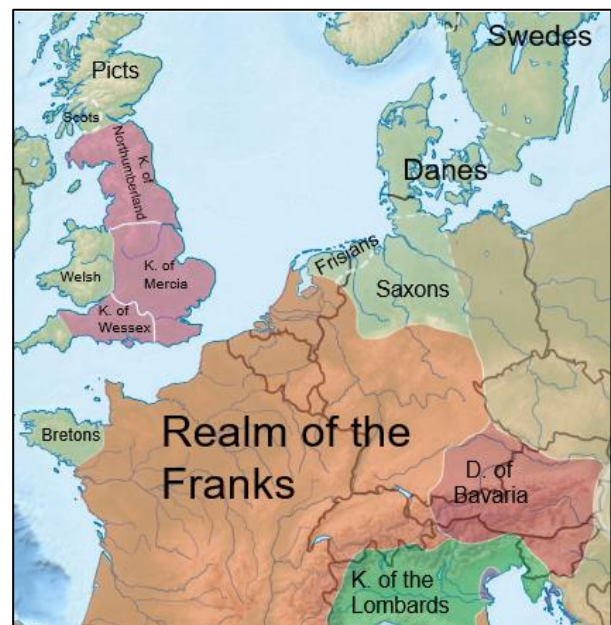 Swedes
Picts
Scots
K. of
Northumberland
Danes
Frisians
Welsh
K. of
Mercia
Saxons
K. of
Wessex
Bretons
Realm of the
Franks
D. of
Bavaria
K. of the
Lombards